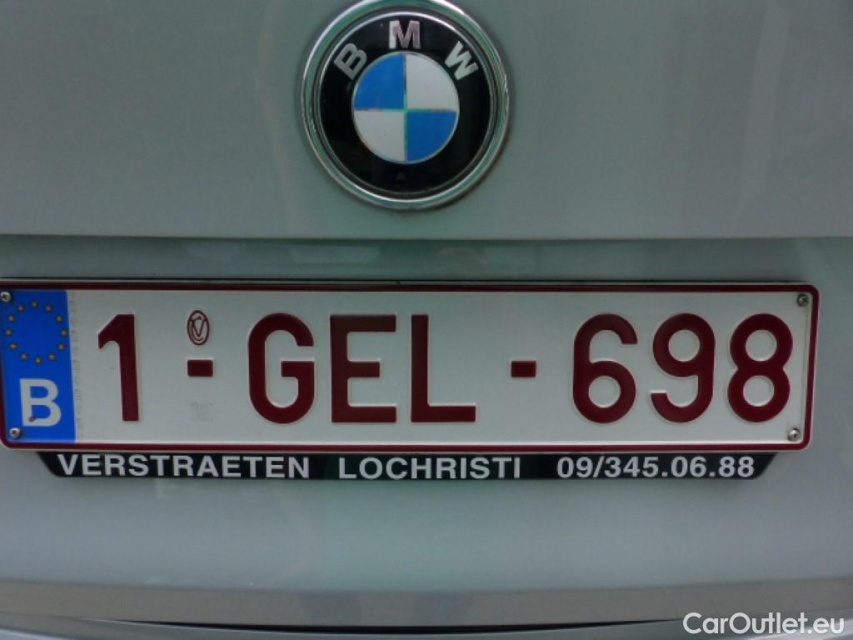 BMW
1-GEL-698
B
VERSTRAETEN LOCHRISTI 09/345.06.88
CarOutlet.eu